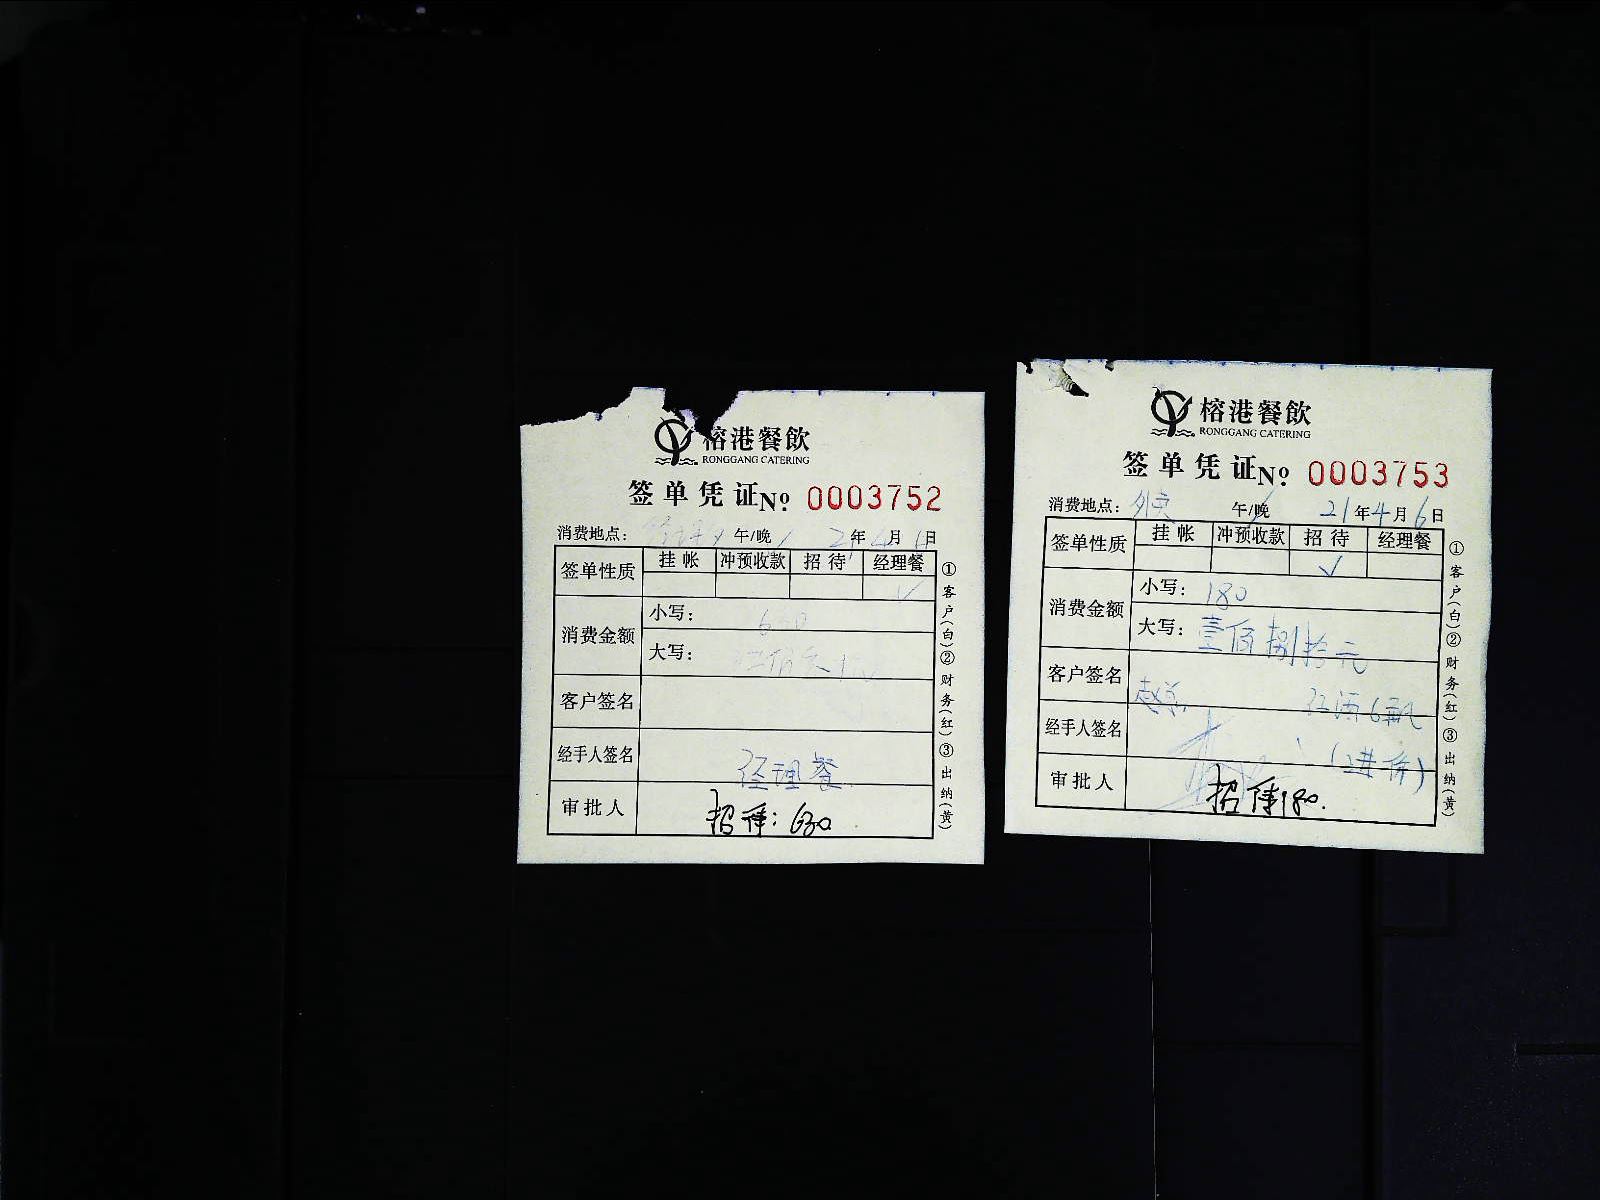 榕港餐飲
RONGGANG CATERING
签单凭证 No: 0003752
消费地点： 午/晚 年 月 日
签单性质 挂帐 冲预收款 招待 经理餐
✓
消费金额 小写：
大写：
客户签名
经手人签名 经理餐
审批人 招待：630
①客户(白)②财务(红)③出纳(黄)
榕港餐飲
RONGGANG CATERING
签单凭证 No: 0003753
消费地点：外卖 午/晚 21年4月6日
签单性质 挂帐 冲预收款 招待 经理餐
✓
消费金额 小写：180
大写：壹佰捌拾元
客户签名 赵总
经手人签名
审批人 招待180.
①客户(白)②财务(红)③出纳(黄)